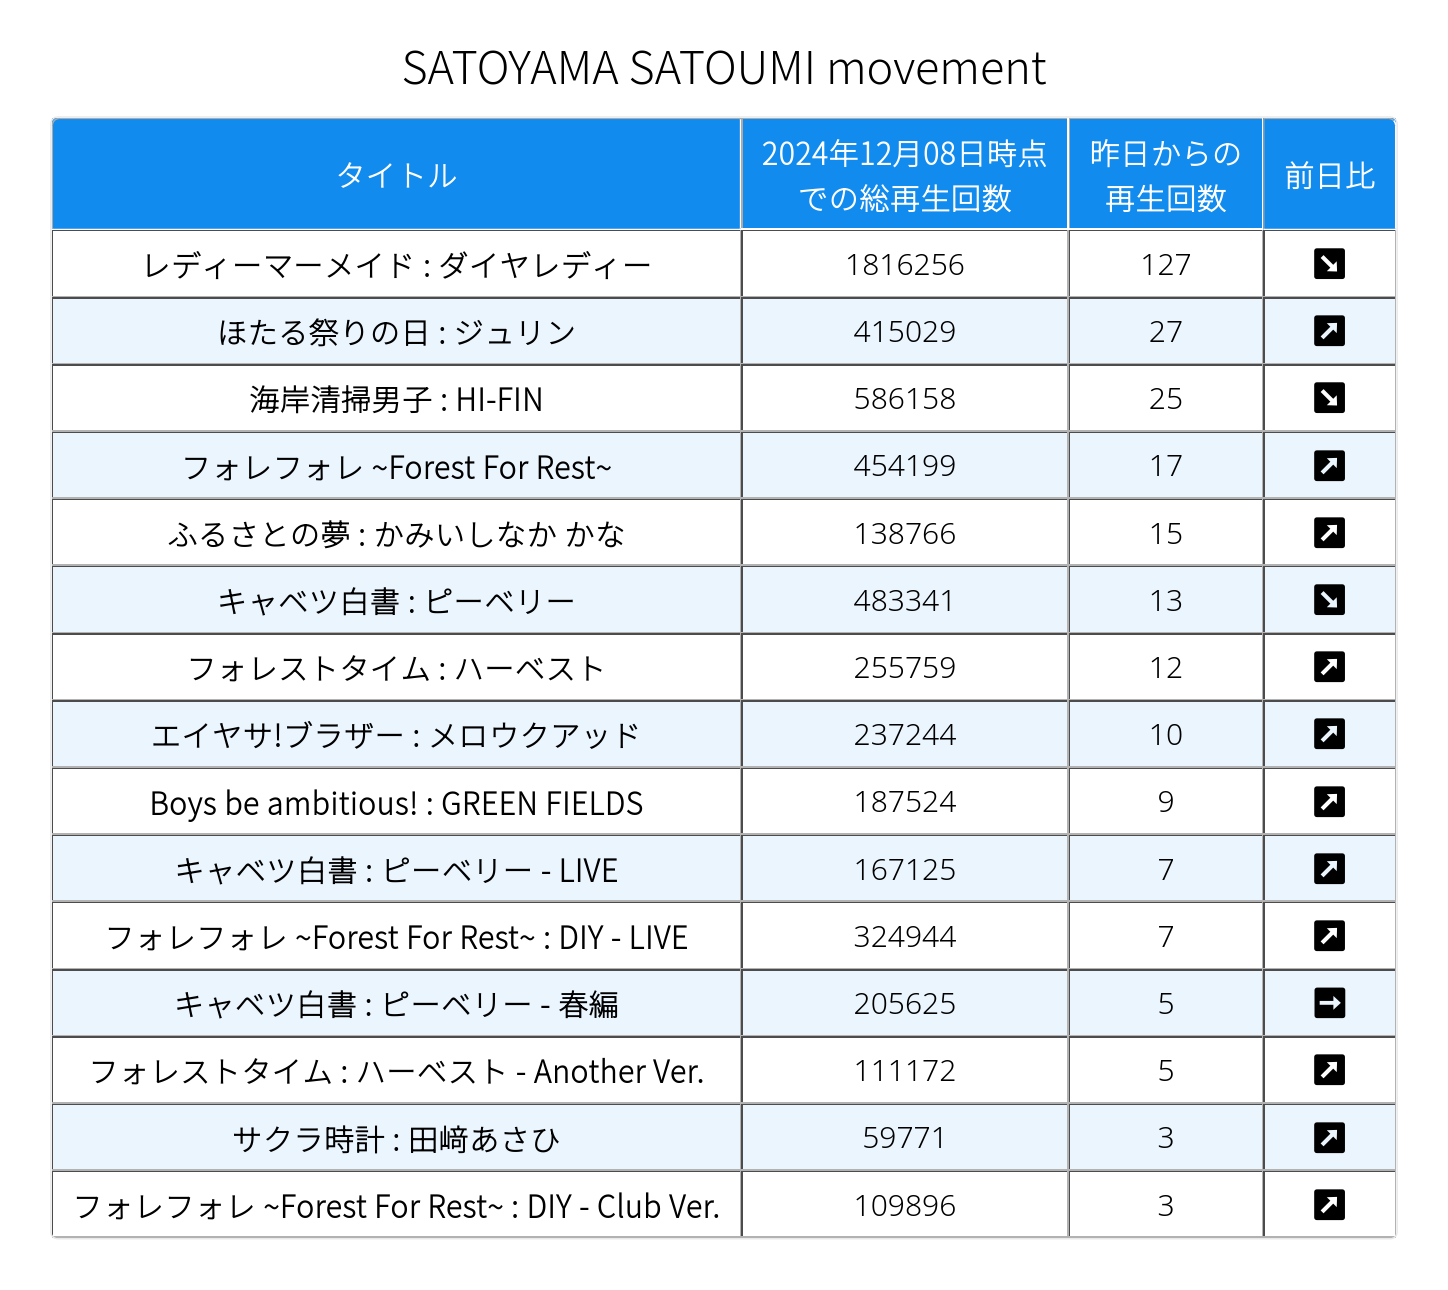 SATOYAMA SATOUMI movement
タイトル 2024年12月08日時点での総再生回数 昨日からの再生回数 前日比
レディーマーメイド : ダイヤレディー 1816256 127 ↘
ほたる祭りの日 : ジュリン 415029 27 ↗
海岸清掃男子 : HI-FIN 586158 25 ↘
フォレフォレ ~Forest For Rest~ 454199 17 ↗
ふるさとの夢 : かみいしなか かな 138766 15 ↗
キャベツ白書 : ピーベリー 483341 13 ↘
フォレストタイム : ハーベスト 255759 12 ↗
エイヤサ!ブラザー : メロウクアッド 237244 10 ↗
Boys be ambitious! : GREEN FIELDS 187524 9 ↗
キャベツ白書 : ピーベリー - LIVE 167125 7 ↗
フォレフォレ ~Forest For Rest~ : DIY - LIVE 324944 7 ↗
キャベツ白書 : ピーベリー - 春編 205625 5 →
フォレストタイム : ハーベスト - Another Ver. 111172 5 ↗
サクラ時計 : 田﨑あさひ 59771 3 ↗
フォレフォレ ~Forest For Rest~ : DIY - Club Ver. 109896 3 ↗